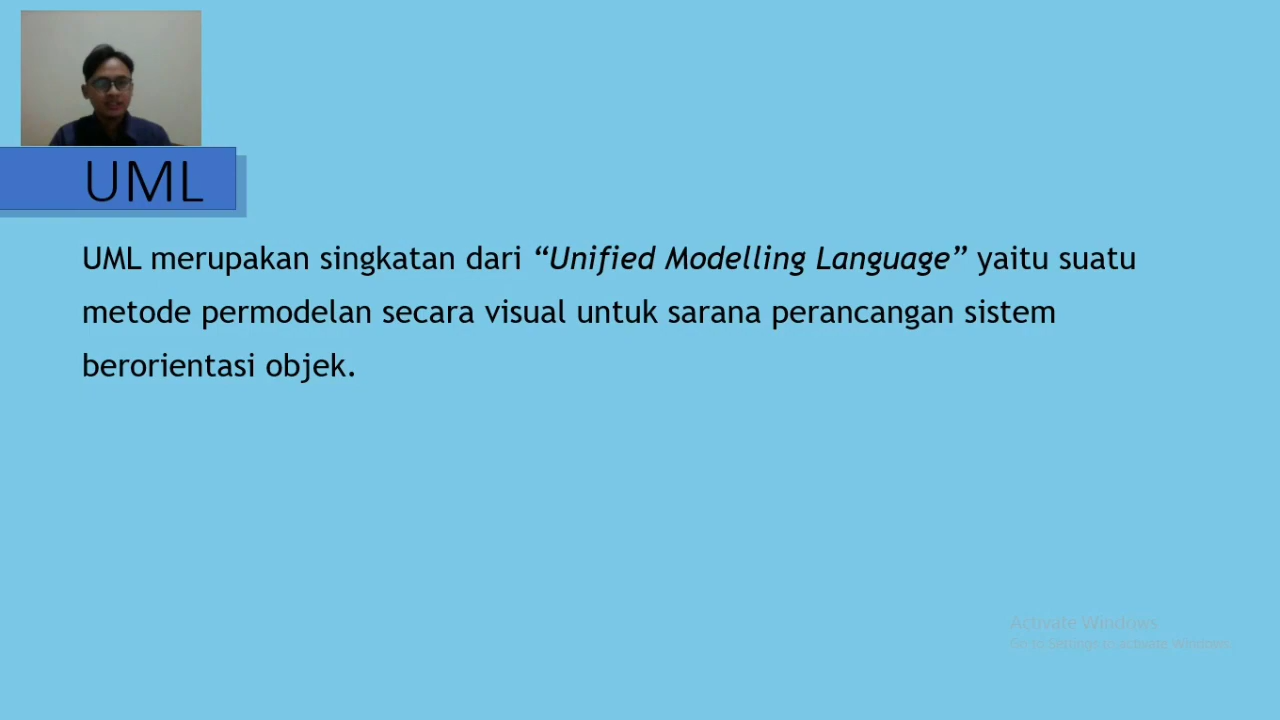 UML
UML merupakan singkatan dari “Unified Modelling Language” yaitu suatu
metode permodelan secara visual untuk sarana perancangan sistem
berorientasi objek.
Activate Windows
Go to Settings to activate Windows.